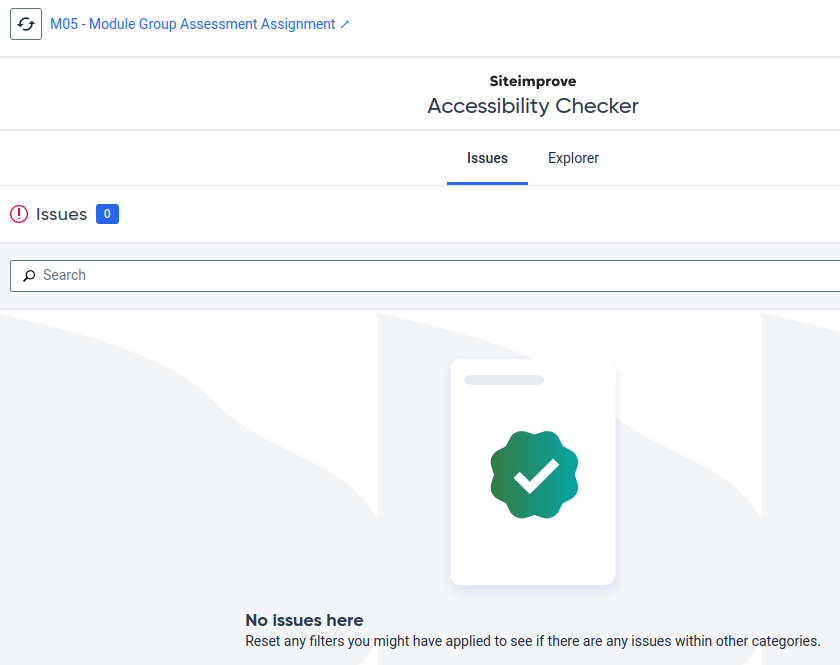 M05 - Module Group Assessment Assignment ↗
Siteimprove
Accessibility Checker
Issues Explorer
Issues 0
Search
No issues here
Reset any filters you might have applied to see if there are any issues within other categories.